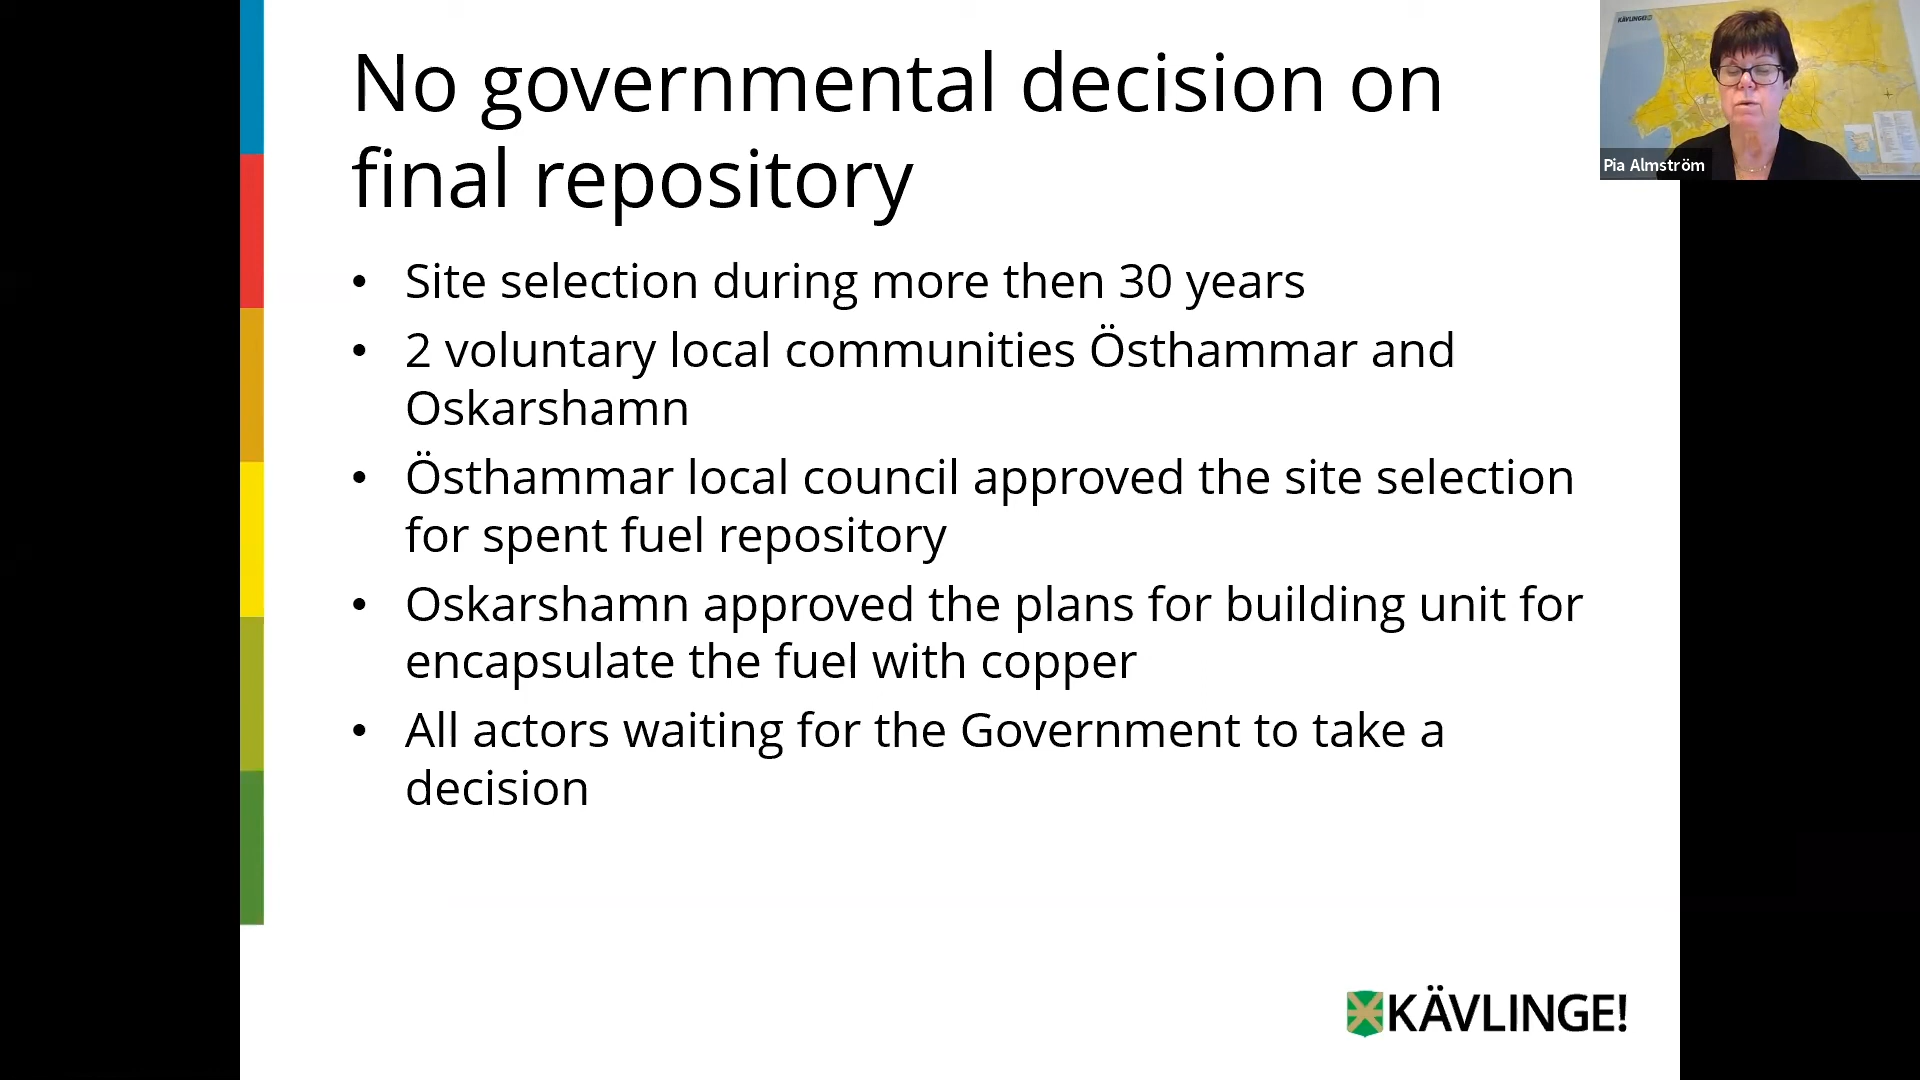 No governmental decision on
final repository
• Site selection during more then 30 years
• 2 voluntary local communities Östhammar and
Oskarshamn
• Östhammar local council approved the site selection
for spent fuel repository
• Oskarshamn approved the plans for building unit for
encapsulate the fuel with copper
• All actors waiting for the Government to take a
decision
KÄVLINGE!
KÄVLINGE!
Pia Almström